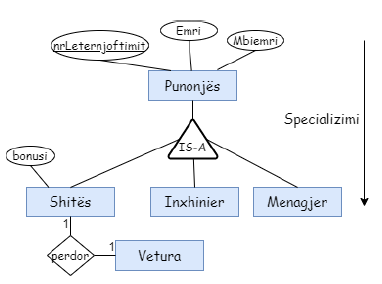 Emri
nrLeternjoftimit
Mbiemri
Punonjës
Specializimi
IS-A
bonusi
Shitës
Inxhinier
Menagjer
1
perdor
1
Vetura